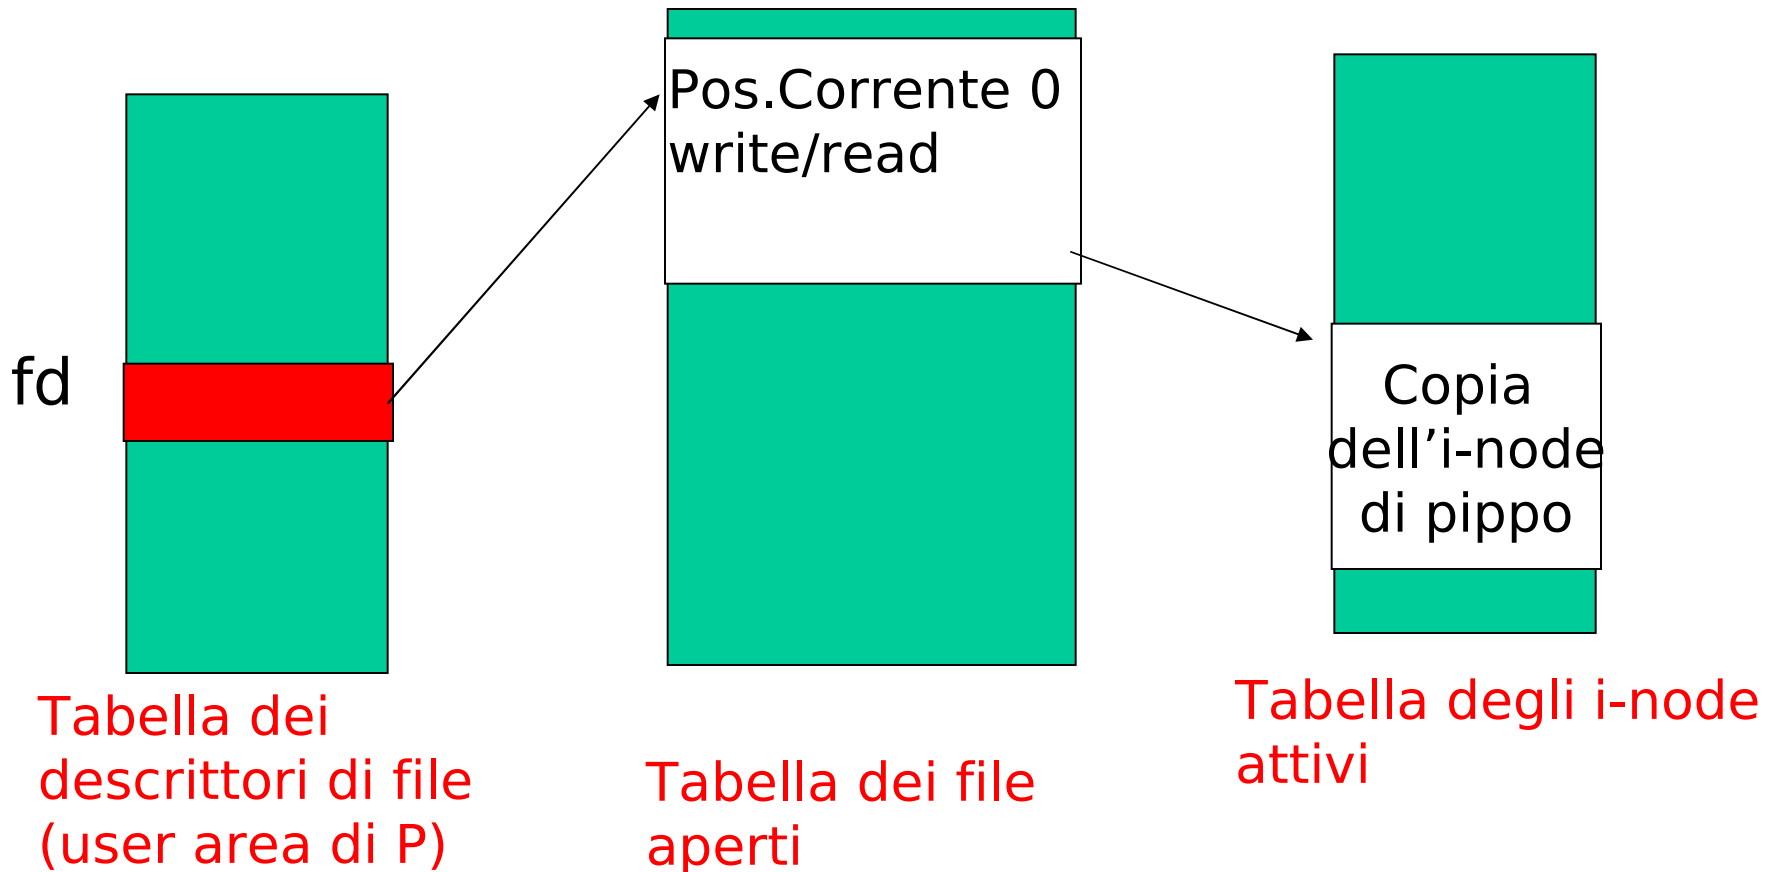 fd
Tabella dei
descrittori di file
(user area di P)
Pos.Corrente 0
write/read
Tabella dei file
aperti
Copia
dell’i-node
di pippo
Tabella degli i-node
attivi